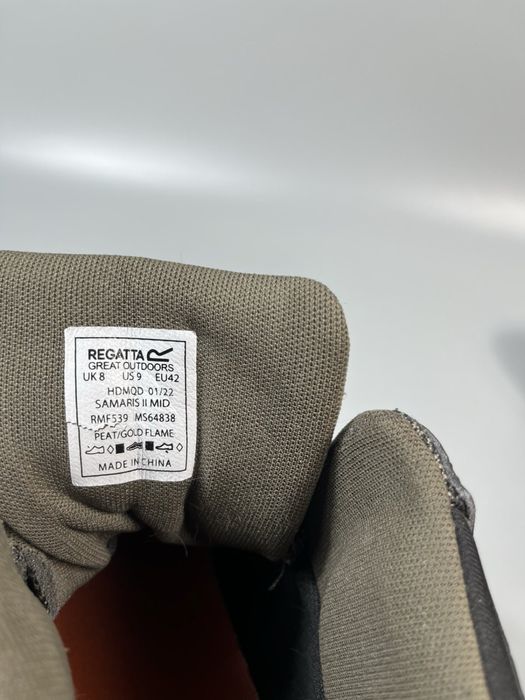 REGATTA
GREAT OUTDOORS
UK 8 US 9 EU42
HDMQD 01/22
SAMARIS II MID
RMF539 MS64838
PEAT/GOLD FLAME
MADE IN CHINA